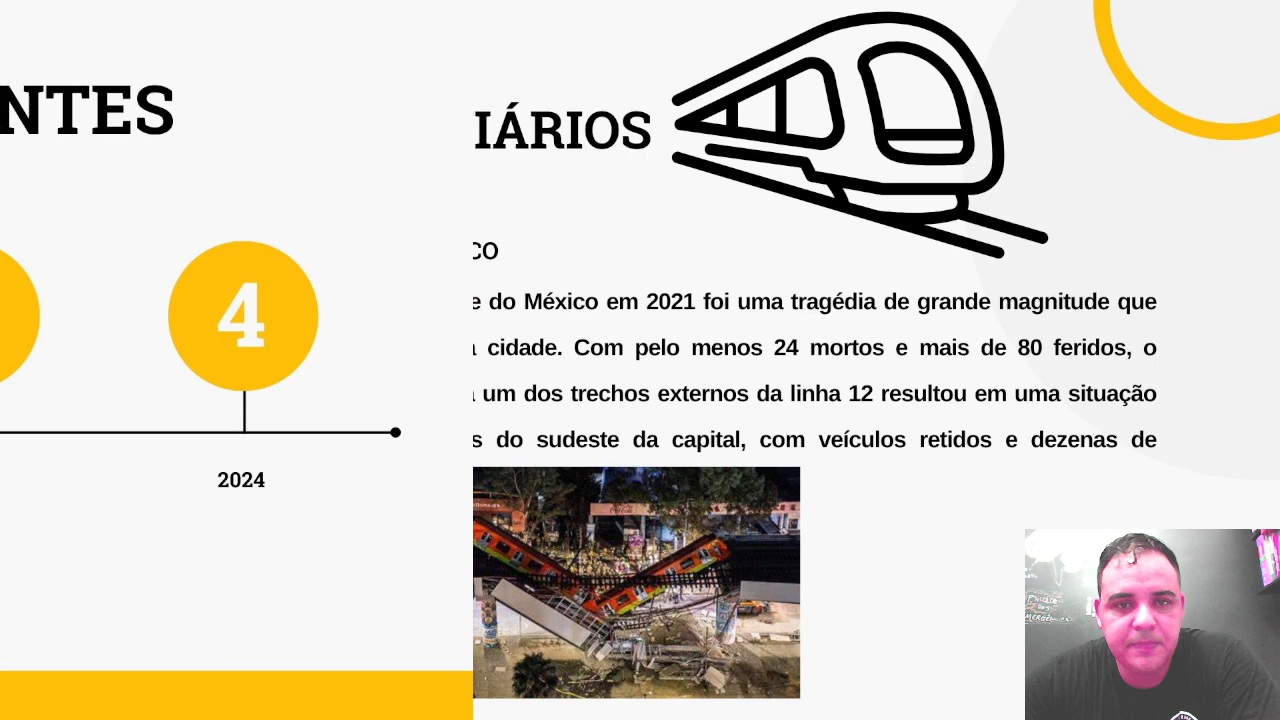 NTES
4
2024
IÁRIOS
CO
e do México em 2021 foi uma tragédia de grande magnitude que
cidade. Com pelo menos 24 mortos e mais de 80 feridos, o
um dos trechos externos da linha 12 resultou em uma situação
s do sudeste da capital, com veículos retidos e dezenas de